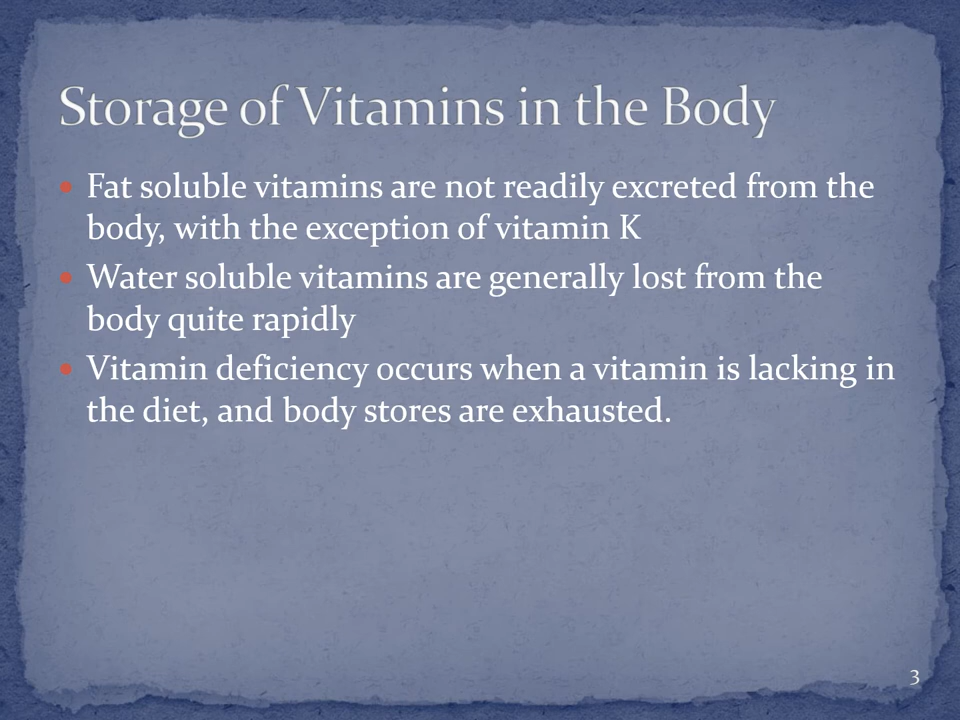 Storage of Vitamins in the Body
• Fat soluble vitamins are not readily excreted from the
body, with the exception of vitamin K
• Water soluble vitamins are generally lost from the
body quite rapidly
• Vitamin deficiency occurs when a vitamin is lacking in
the diet, and body stores are exhausted.
3